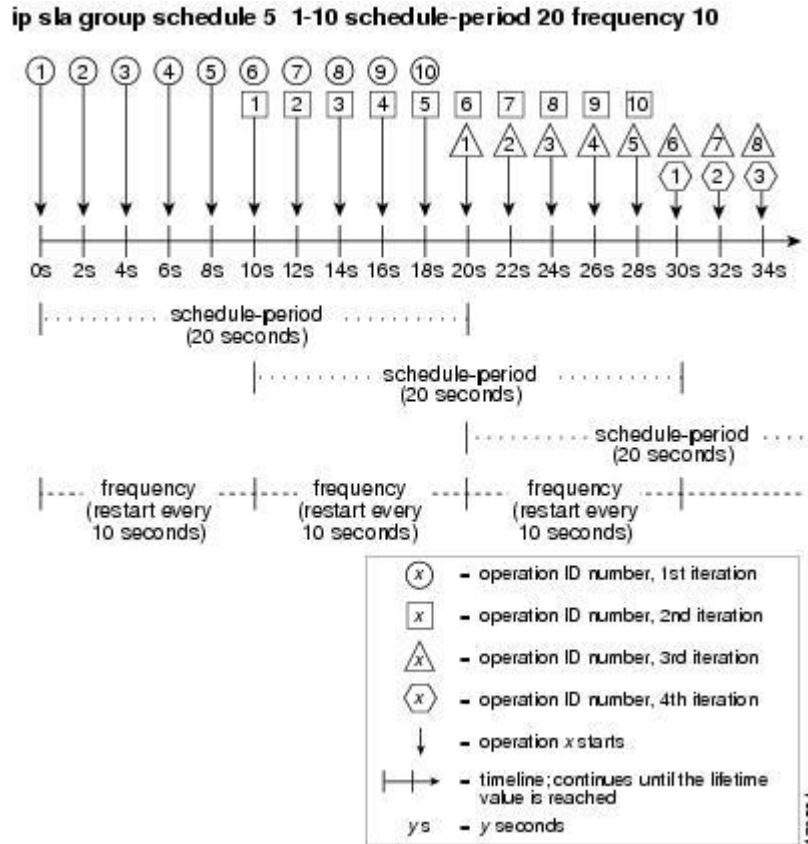 ip sla group schedule 5 1-10 schedule-period 20 frequency 10
1 2 3 4 5 6 7 8 9 10
1 2 3 4 5 6 7 8 9 10
1 2 3 4 5 6 7 8
1 2 3
0s 2s 4s 6s 8s 10s 12s 14s 16s 18s 20s 22s 24s 26s 28s 30s 32s 34s
schedule-period
(20 seconds)
schedule-period
(20 seconds)
schedule-period
(20 seconds)
frequency
(restart every
10 seconds)
frequency
(restart every
10 seconds)
frequency
(restart every
10 seconds)
x = operation ID number, 1st iteration
x = operation ID number, 2nd iteration
x = operation ID number, 3rd iteration
x = operation ID number, 4th iteration
= operation x starts
= timeline; continues until the lifetime
value is reached
y s = y seconds